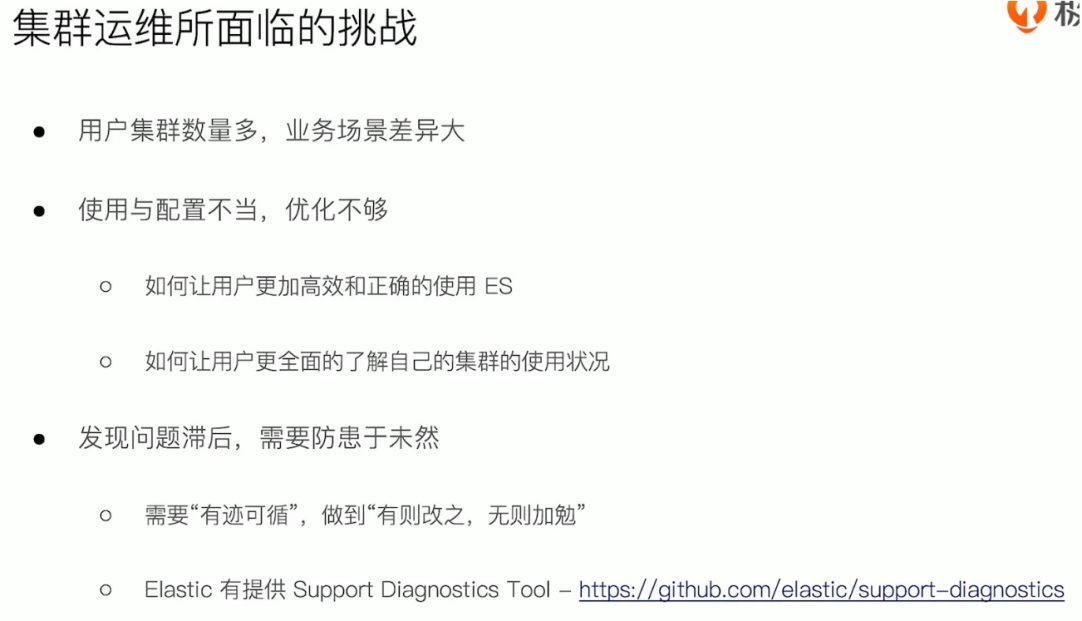 集群运维所面临的挑战
● 用户集群数量多，业务场景差异大
● 使用与配置不当，优化不够
○ 如何让用户更加高效和正确的使用 ES
○ 如何让用户更全面的了解自己的集群的使用状况
● 发现问题滞后，需要防患于未然
○ 需要“有迹可循”，做到“有则改之，无则加勉”
○ Elastic 有提供 Support Diagnostics Tool – https://github.com/elastic/support-diagnostics